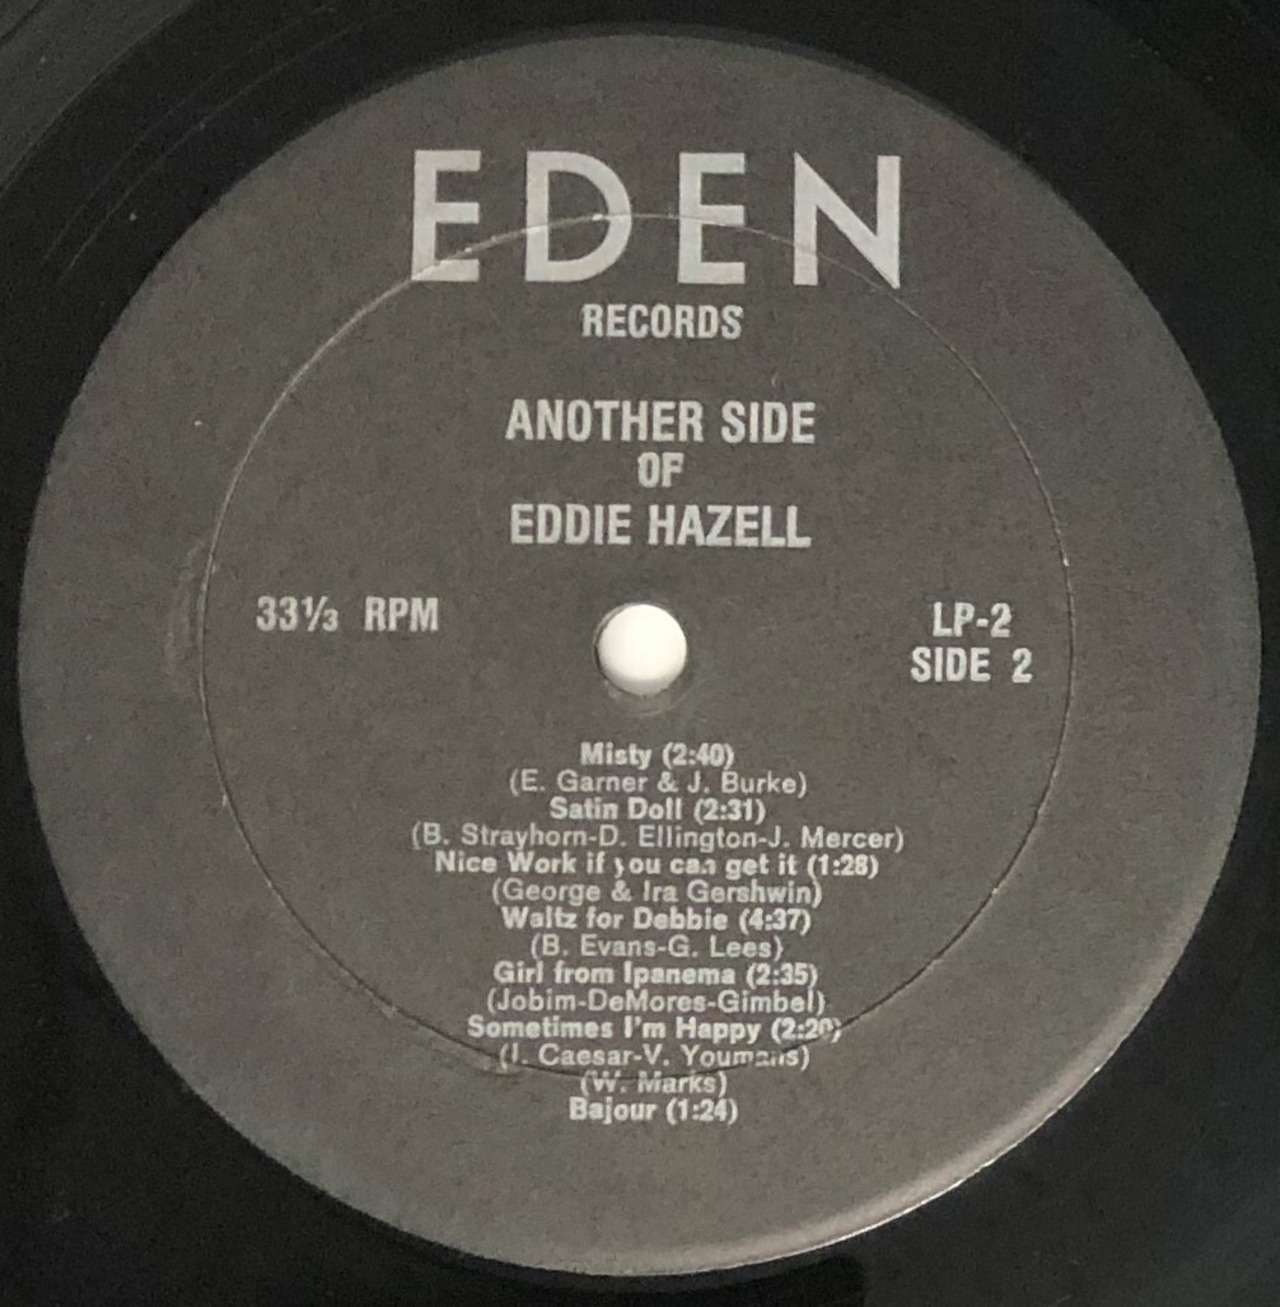 EDEN
RECORDS
ANOTHER SIDE
OF
EDDIE HAZELL
33⅓ RPM
LP-2
SIDE 2
Misty (2:40)
(E. Garner & J. Burke)
Satin Doll (2:31)
(B. Strayhorn-D. Ellington-J. Mercer)
Nice Work if you can get it (1:28)
(George & Ira Gershwin)
Waltz for Debbie (4:37)
(B. Evans-G. Lees)
Girl from Ipanema (2:35)
(Jobim-DeMores-Gimbel)
Sometimes I'm Happy (2:20)
(I. Caesar-V. Youmans)
(W. Marks)
Bajour (1:24)